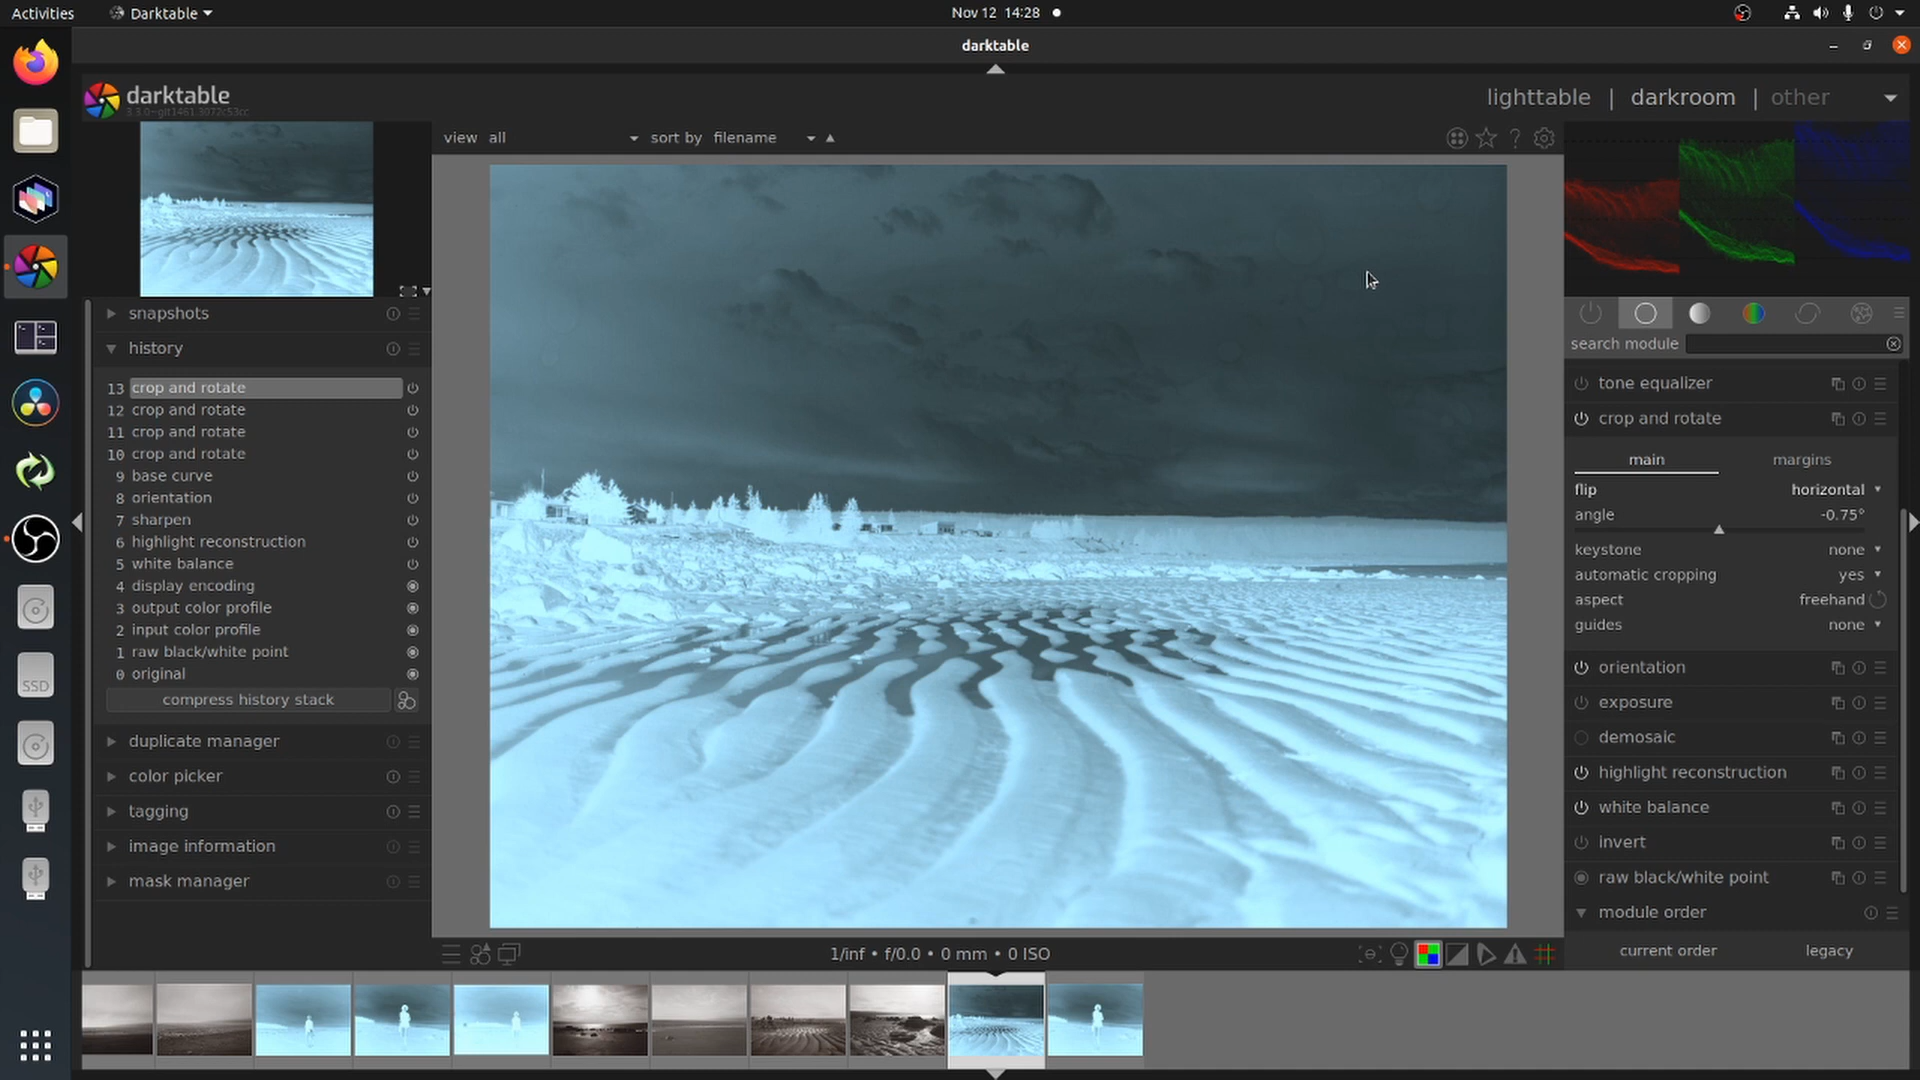 Activities Darktable Nov 12 14:28
darktable
darktable
lighttable | darkroom | other
view all sort by filename ?
search module
snapshots
history
13 crop and rotate
12 crop and rotate
11 crop and rotate
10 crop and rotate
9 base curve
8 orientation
7 sharpen
6 highlight reconstruction
5 white balance
4 display encoding
3 output color profile
2 input color profile
1 raw black/white point
0 original
compress history stack
duplicate manager
color picker
tagging
image information
mask manager
SSD
tone equalizer
crop and rotate
main margins
flip horizontal
angle -0.75°
keystone none
automatic cropping yes
aspect freehand
guides none
orientation
exposure
demosaic
highlight reconstruction
white balance
invert
raw black/white point
module order
current order legacy
1/inf • f/0.0 • 0 mm • 0 ISO